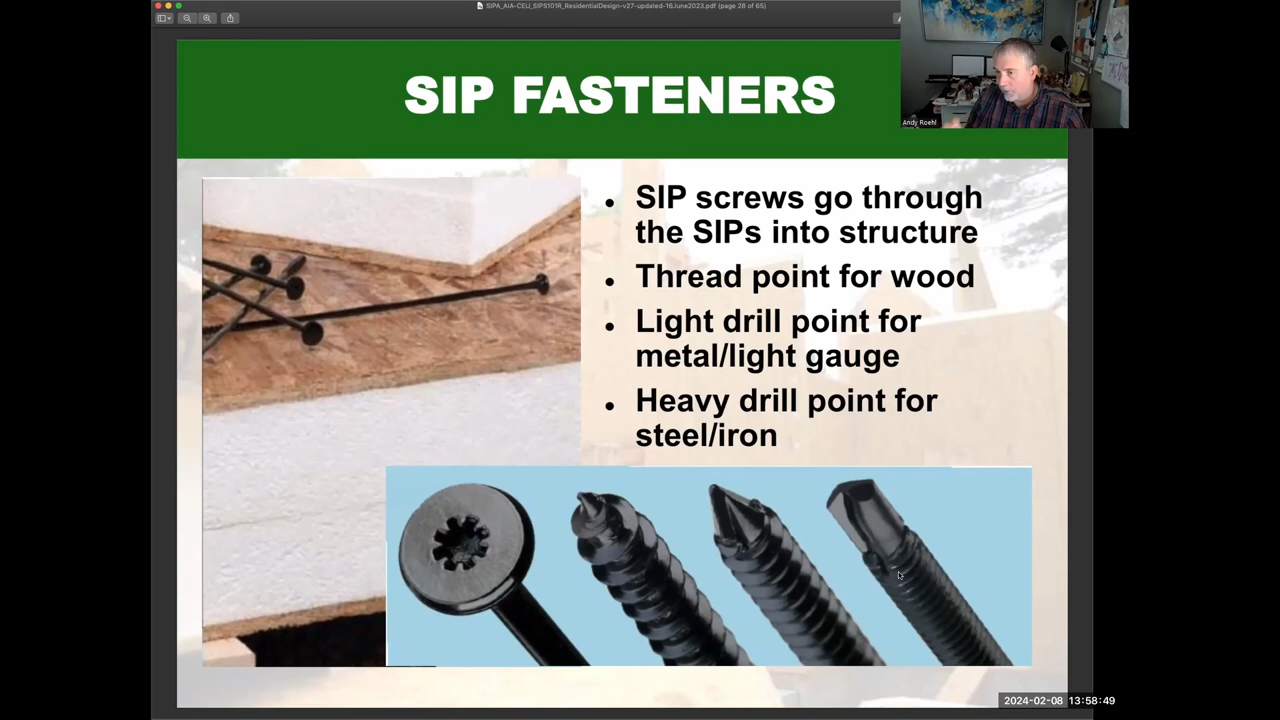 SIPA_AIA-CEU_SIPS101R_ResidentialDesign-v27-updated-16June2023.pdf (page 28 of 65)
SIP FASTENERS
Andy Roehl
• SIP screws go through
the SIPs into structure
• Thread point for wood
• Light drill point for
metal/light gauge
• Heavy drill point for
steel/iron
2024-02-08 13:58:49